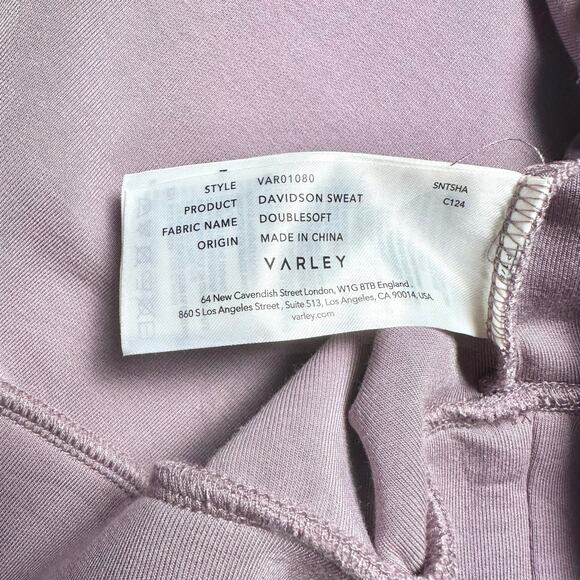 STYLE VAR01080
PRODUCT DAVIDSON SWEAT
FABRIC NAME DOUBLESOFT
ORIGIN MADE IN CHINA
SNTSHA
C124
VARLEY
64 New Cavendish Street London, W1G 8TB England,
860 S Los Angeles Street, Suite 513, Los Angeles, CA 90014, USA
varley.com